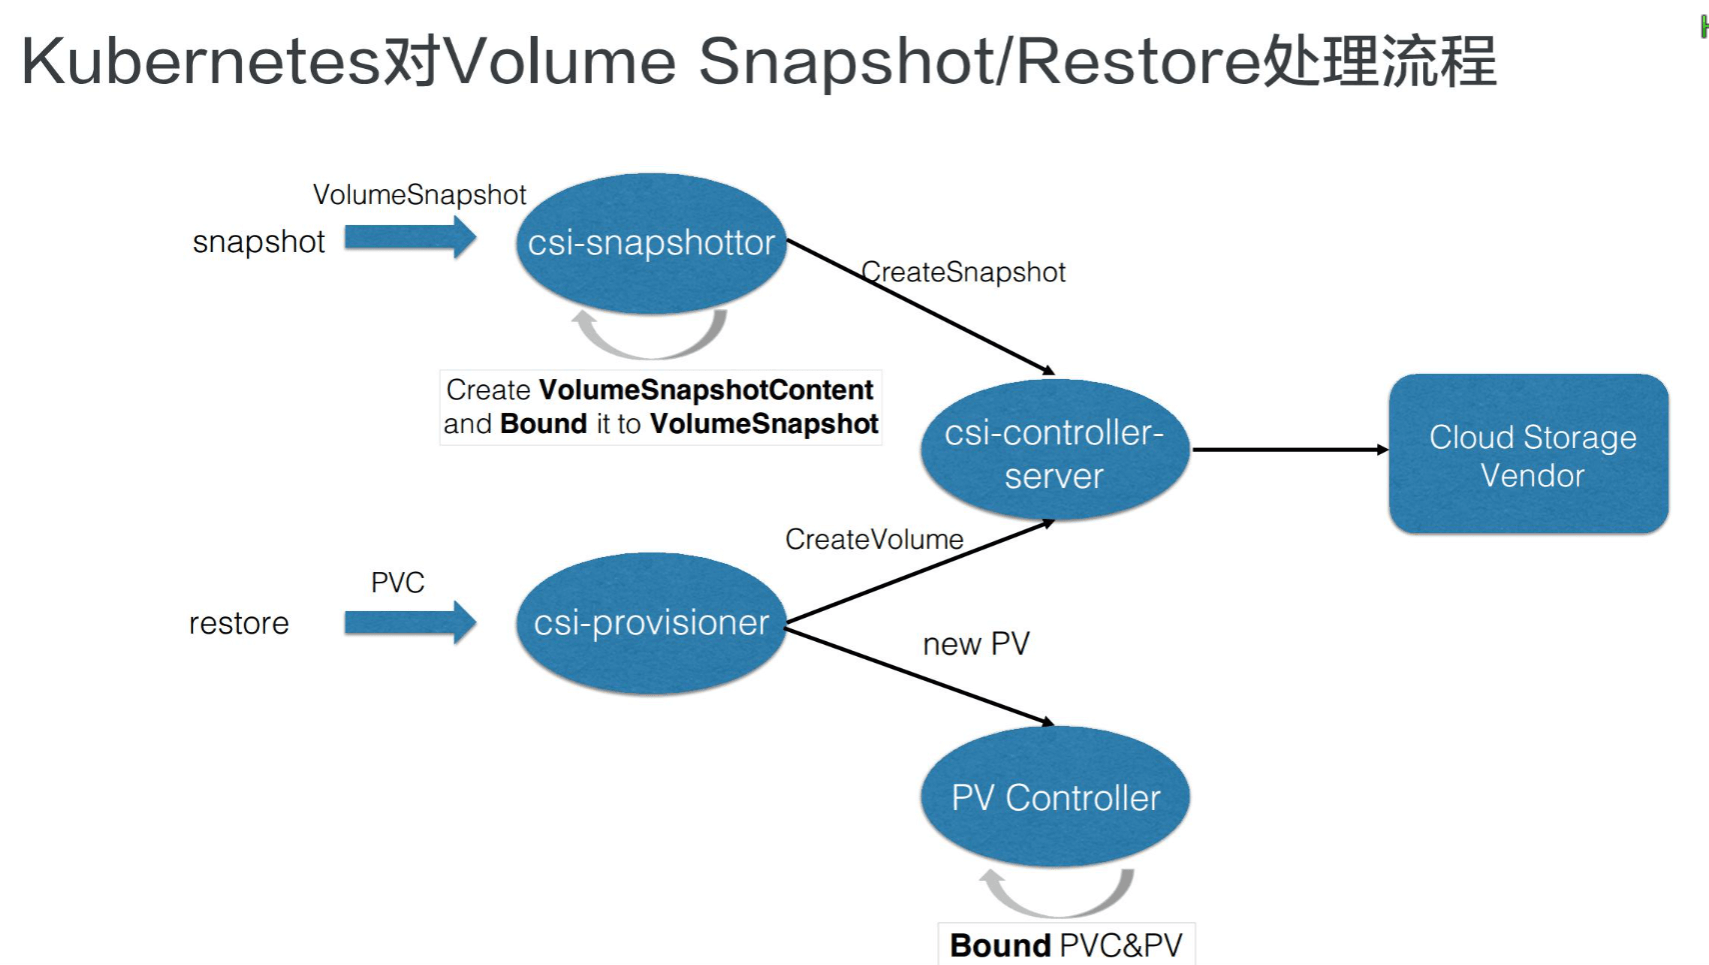 Kubernetes对Volume Snapshot/Restore处理流程
VolumeSnapshot
snapshot
csi-snapshottor
CreateSnapshot
Create VolumeSnapshotContent
and Bound it to VolumeSnapshot
csi-controller-
server
Cloud Storage
Vendor
CreateVolume
PVC
restore
csi-provisioner
new PV
PV Controller
Bound PVC&PV